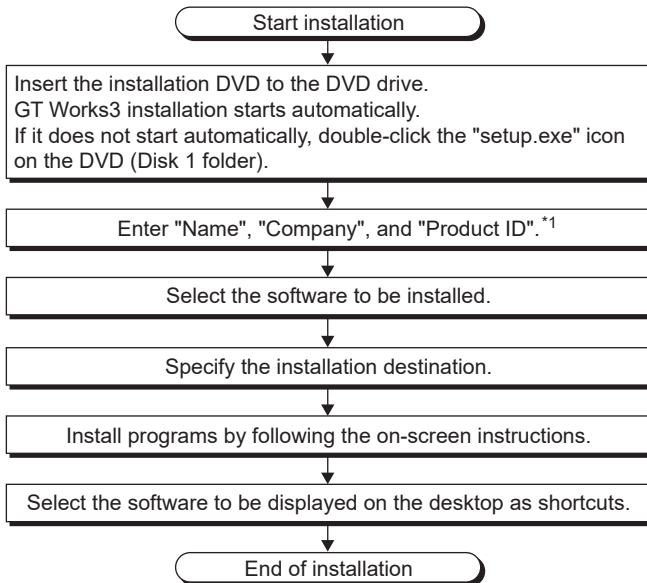 Start installation
Insert the installation DVD to the DVD drive.
GT Works3 installation starts automatically.
If it does not start automatically, double-click the "setup.exe" icon
on the DVD (Disk 1 folder).
Enter "Name", "Company", and "Product ID".*1
Select the software to be installed.
Specify the installation destination.
Install programs by following the on-screen instructions.
Select the software to be displayed on the desktop as shortcuts.
End of installation